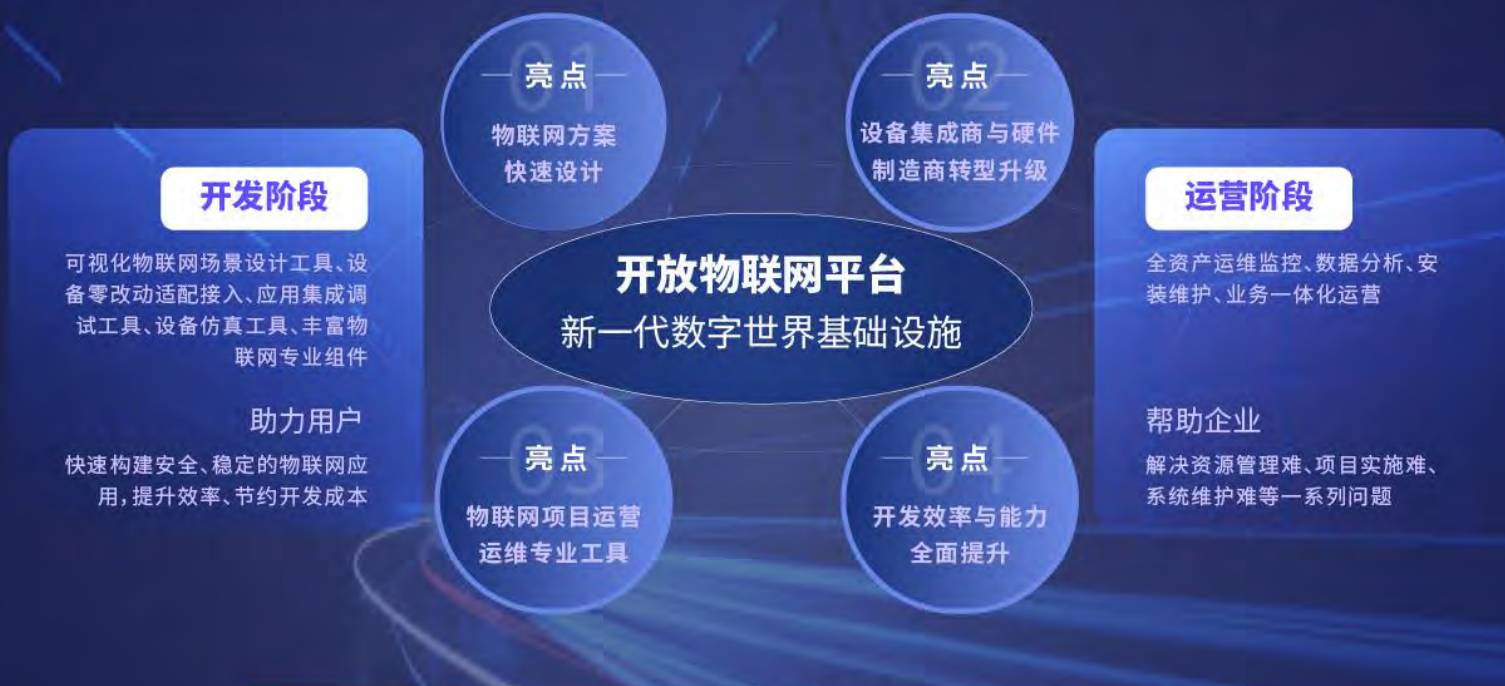 01
亮点
物联网方案
快速设计
02
亮点
设备集成商与硬件
制造商转型升级
开发阶段
可视化物联网场景设计工具、设
备零改动适配接入、应用集成调
试工具、设备仿真工具、丰富物
联网专业组件
助力用户
快速构建安全、稳定的物联网应
用,提升效率、节约开发成本
开放物联网平台
新一代数字世界基础设施
运营阶段
全资产运维监控、数据分析、安
装维护、业务一体化运营
帮助企业
解决资源管理难、项目实施难、
系统维护难等一系列问题
03
亮点
物联网项目运营
运维专业工具
04
亮点
开发效率与能力
全面提升